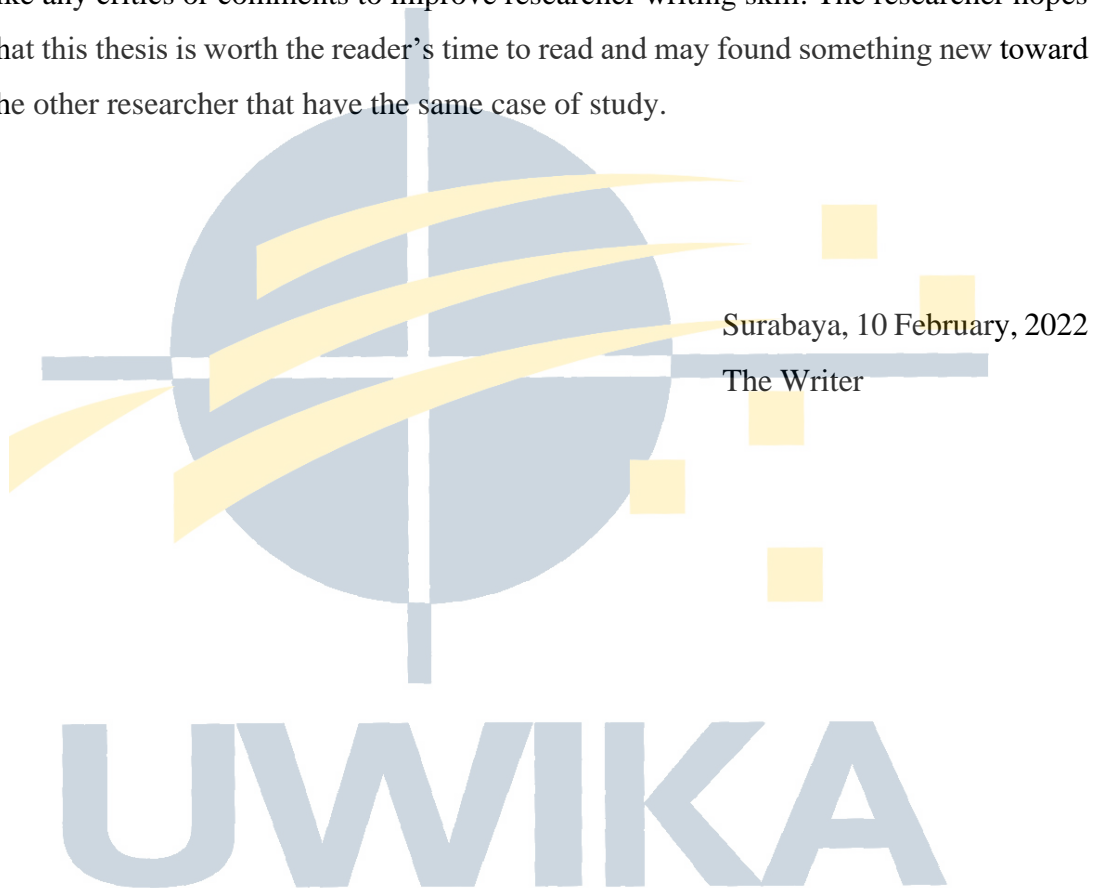 any critics or comments to improve researcher writing skill. The researcher hopes
that this thesis is worth the reader's time to read and may found something new toward
the other researcher that have the same case of study.
Surabaya, 10 February, 2022
The Writer
UWIKA